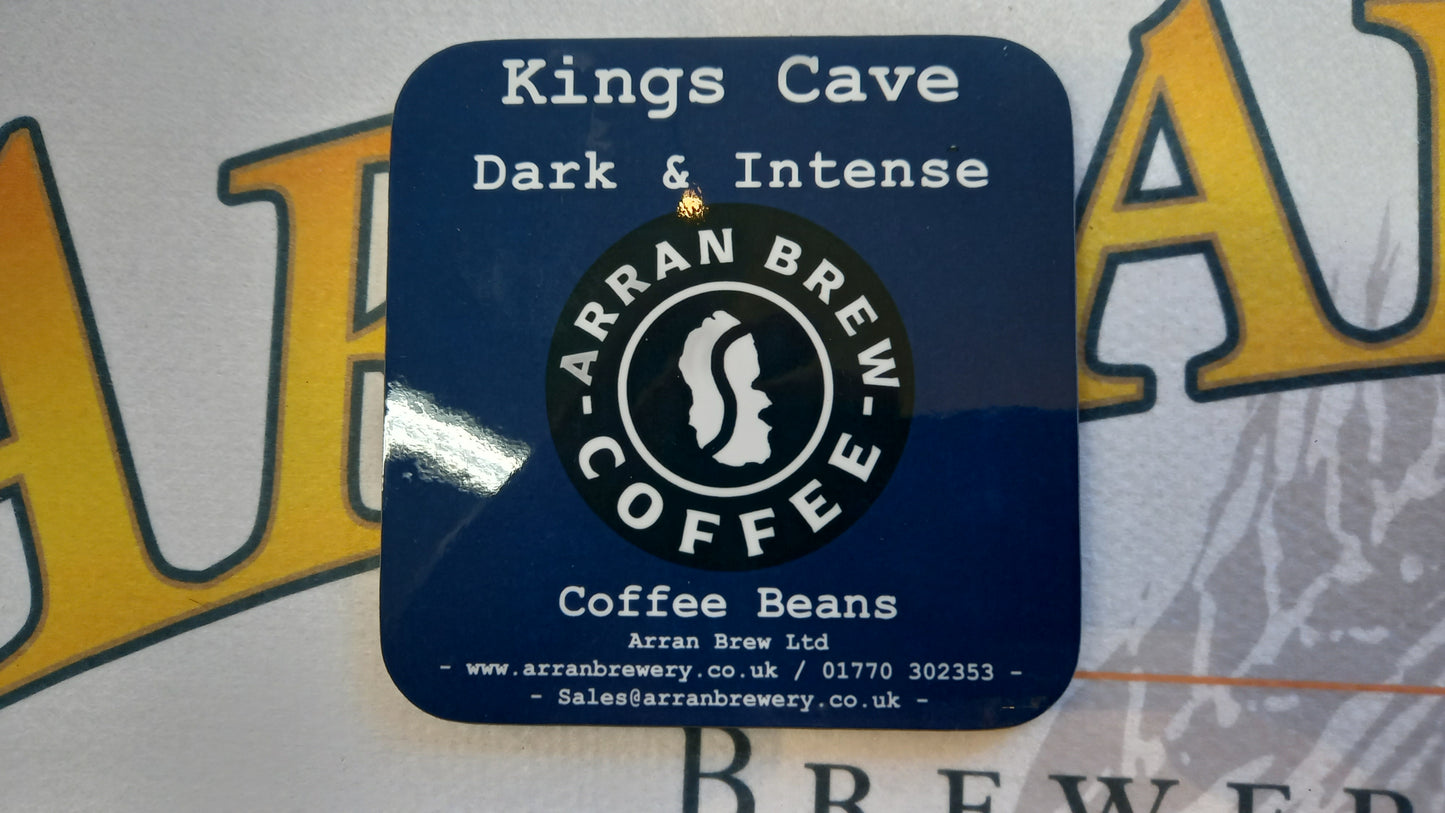 Kings Cave
Dark & Intense
ARRAN BREW
- COFFEE -
Coffee Beans
Arran Brew Ltd
- www.arranbrewery.co.uk / 01770 302353 -
- Sales@arranbrewery.co.uk -
BREWER